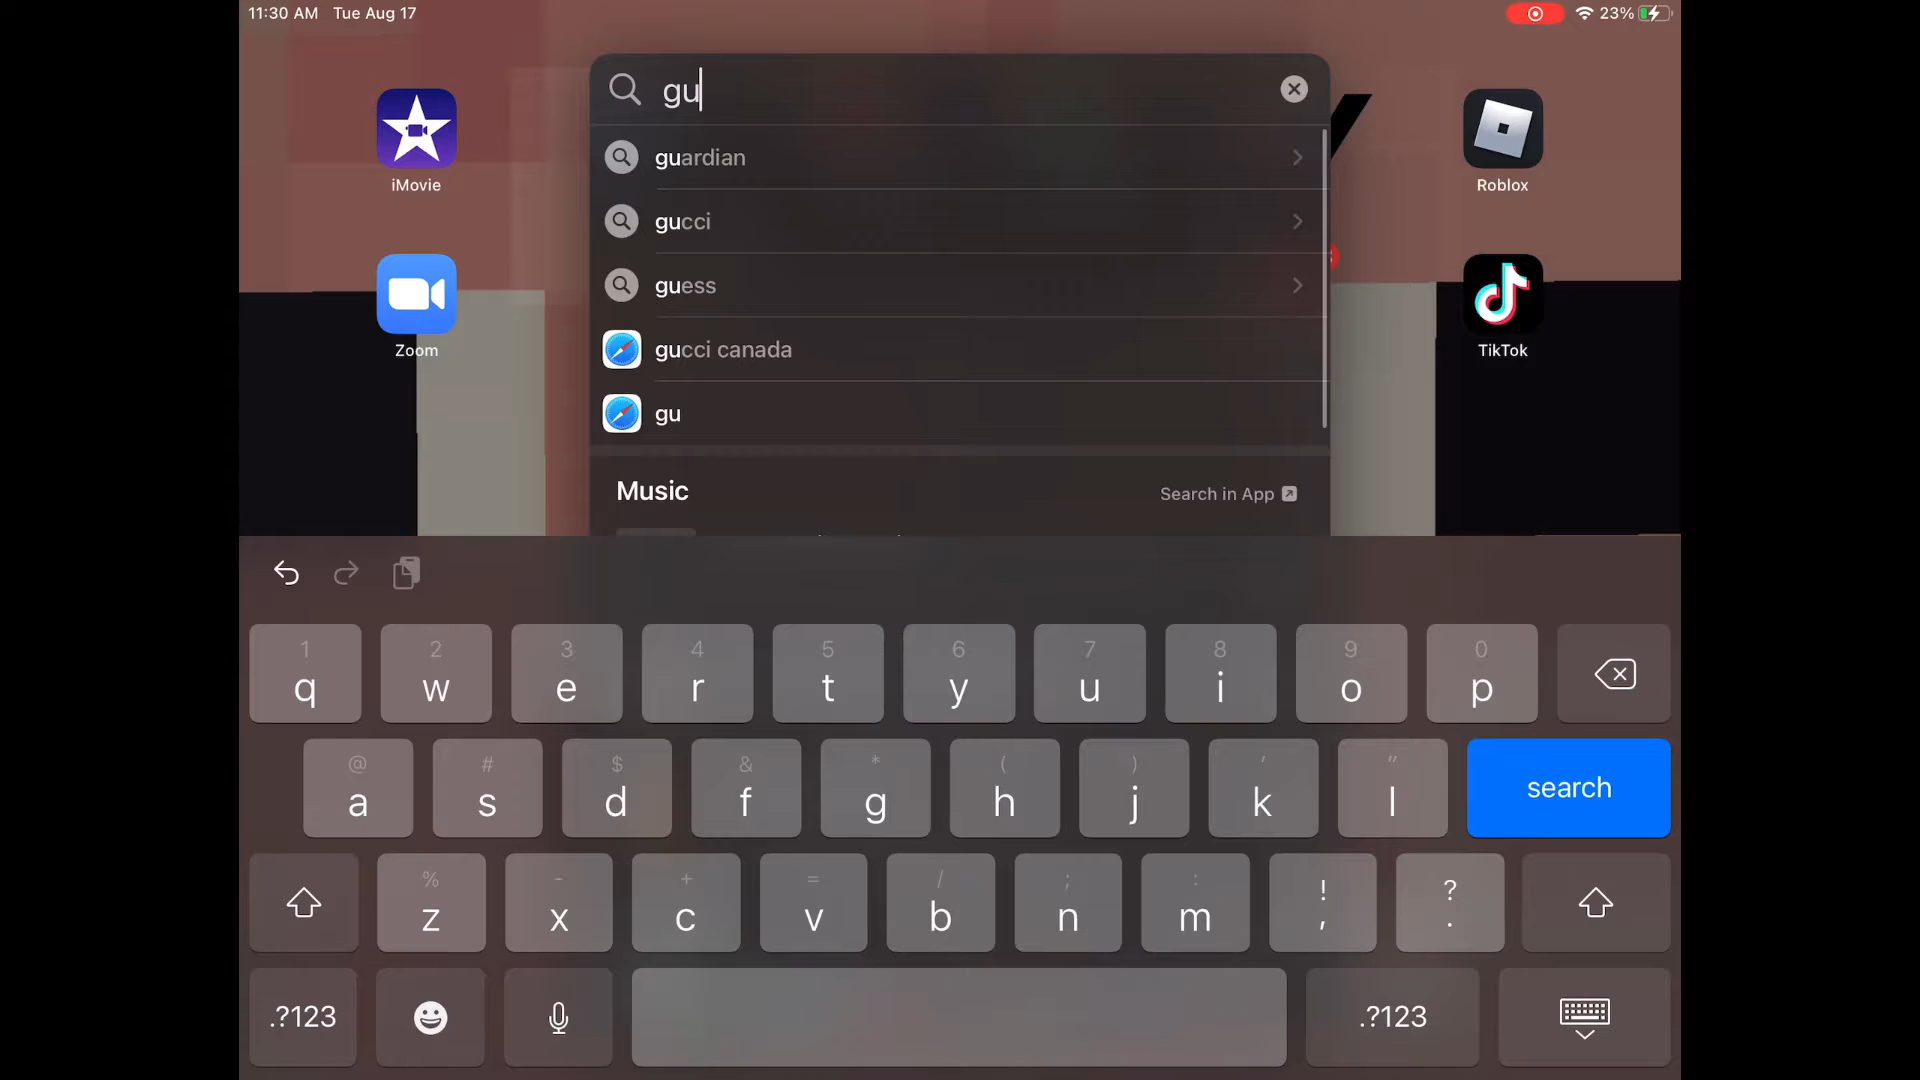 11:30 AM Tue Aug 17
23%
gu
iMovie
Roblox
guardian
gucci
guess
Zoom
TikTok
gucci canada
gu
Music
Search in App
1 2 3 4 5 6 7 8 9 0
q w e r t y u i o p
@ # $ & * ( ) ' "
a s d f g h j k l search
% - + = / ; : ! ?
z x c v b n m , .
.?123 .?123